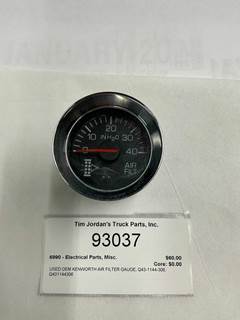 20
10 IN H₂O 30
0 40
AIR
FILT
Tim Jordan's Truck Parts, Inc.
93037
6990 - Electrical Parts, Misc. $60.00
Core: $0.00
USED OEM KENWORTH AIR FILTER GAUGE, Q43-1144-306
Q431144306